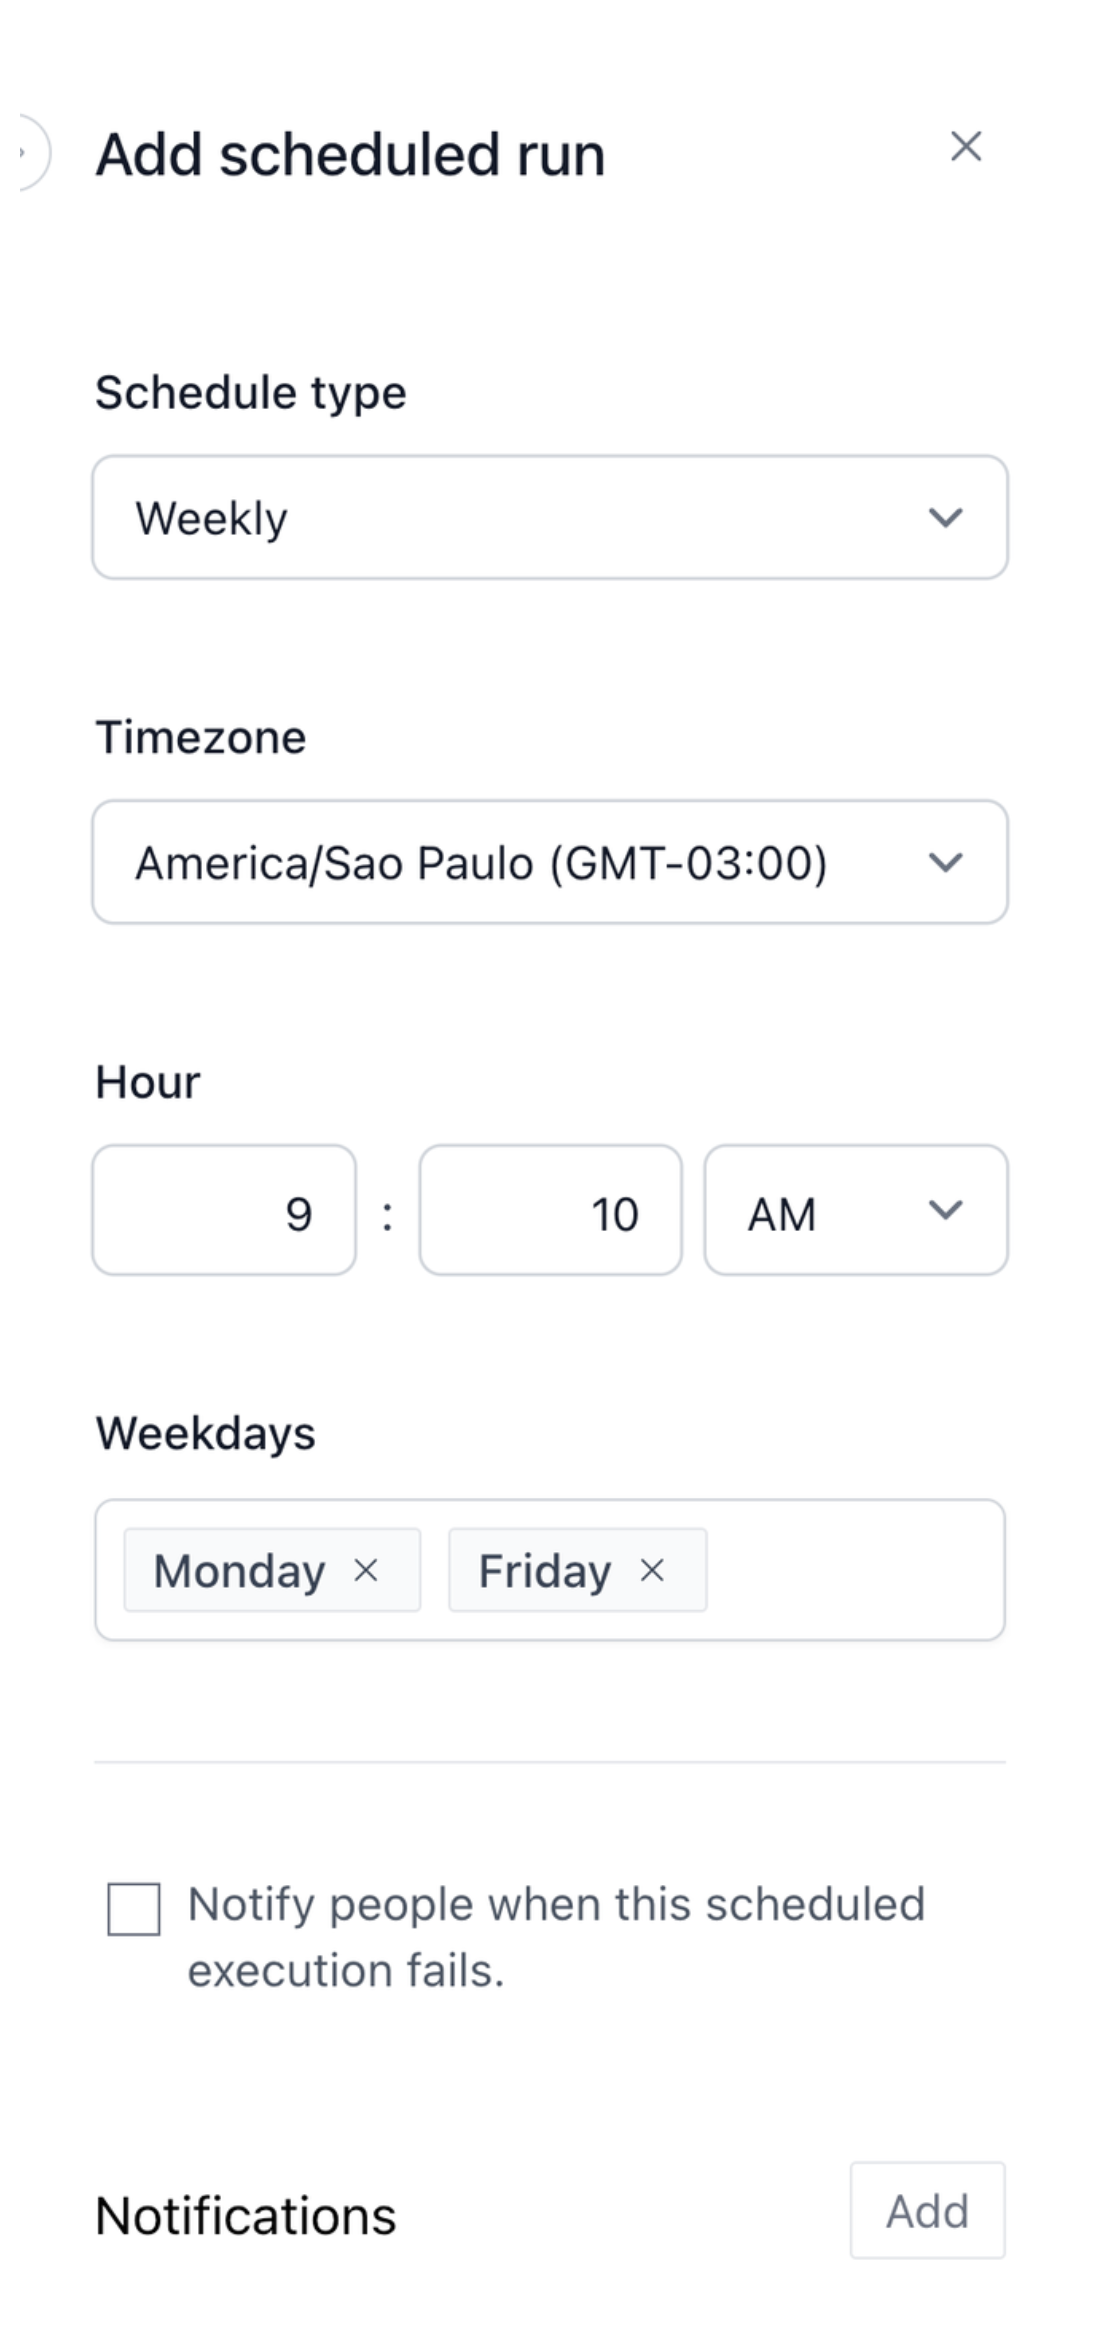 Add scheduled run
Schedule type
Weekly
Timezone
America/Sao Paulo (GMT-03:00)
Hour
9 : 10 AM
Weekdays
Monday Friday
Notify people when this scheduled
execution fails.
Notifications Add